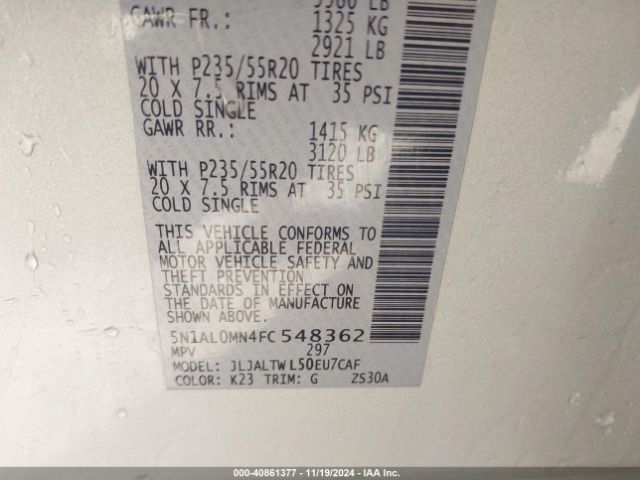 5500 LB
GAWR FR.: 1325 KG
2921 LB
WITH P235/55R20 TIRES
20 X 7.5 RIMS AT 35 PSI
COLD SINGLE
GAWR RR.: 1415 KG
3120 LB
WITH P235/55R20 TIRES
20 X 7.5 RIMS AT 35 PSI
COLD SINGLE
THIS VEHICLE CONFORMS TO
ALL APPLICABLE FEDERAL
MOTOR VEHICLE SAFETY AND
THEFT PREVENTION
STANDARDS IN EFFECT ON
THE DATE OF MANUFACTURE
SHOWN ABOVE.
5N1AL0MN4FC548362
MPV 297
MODEL: JLJALTWL50EU7CAF
COLOR: K23 TRIM: G ZS30A
000-40861377 - 11/19/2024 - IAA Inc.